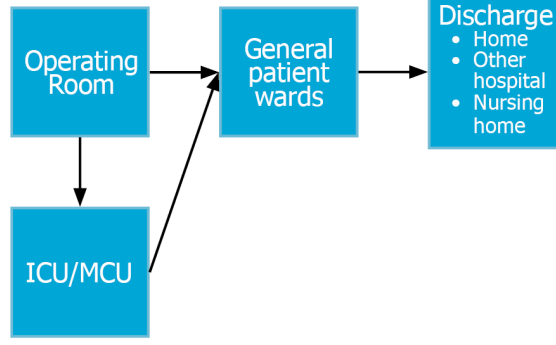 Operating
Room
General
patient
wards
Discharge
• Home
• Other
hospital
• Nursing
home
ICU/MCU